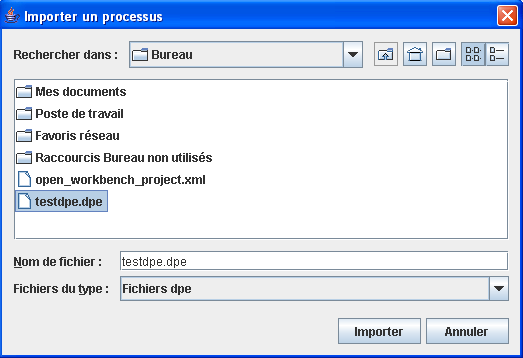 Importer un processus
Rechercher dans : Bureau
Mes documents
Poste de travail
Favoris réseau
Raccourcis Bureau non utilisés
open_workbench_project.xml
testdpe.dpe
Nom de fichier : testdpe.dpe
Fichiers du type : Fichiers dpe
Importer Annuler